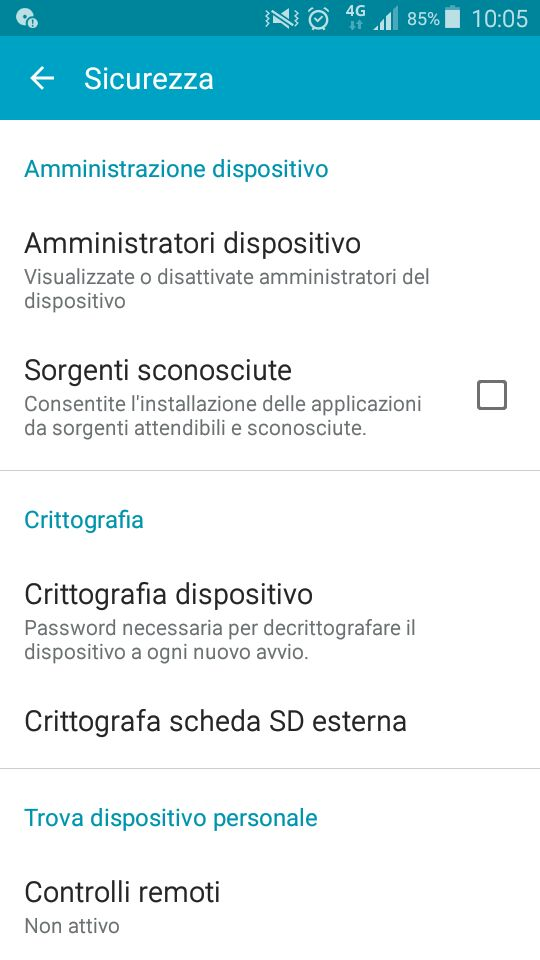 4G 85% 10:05
Sicurezza
Amministrazione dispositivo
Amministratori dispositivo
Visualizzate o disattivate amministratori del
dispositivo
Sorgenti sconosciute
Consentite l'installazione delle applicazioni
da sorgenti attendibili e sconosciute.
Crittografia
Crittografia dispositivo
Password necessaria per decrittografare il
dispositivo a ogni nuovo avvio.
Crittografa scheda SD esterna
Trova dispositivo personale
Controlli remoti
Non attivo